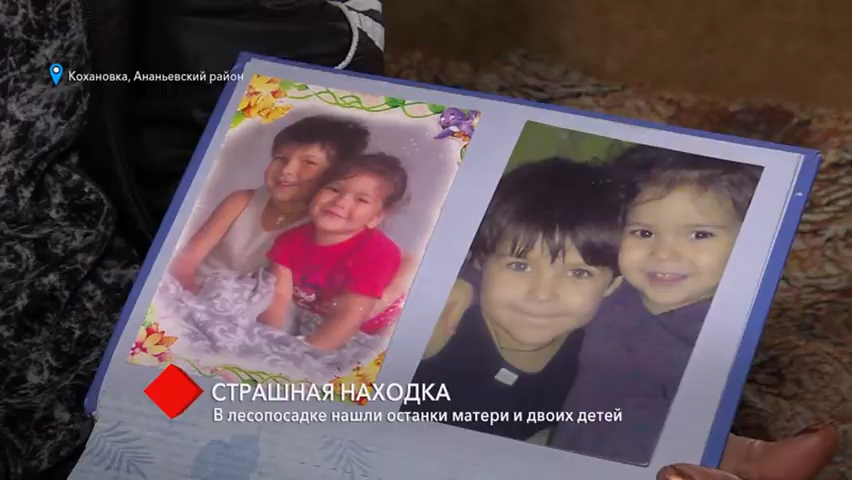 Кохановка, Ананьевский район
СТРАШНАЯ НАХОДКА
В лесопосадке нашли останки матери и двоих детей